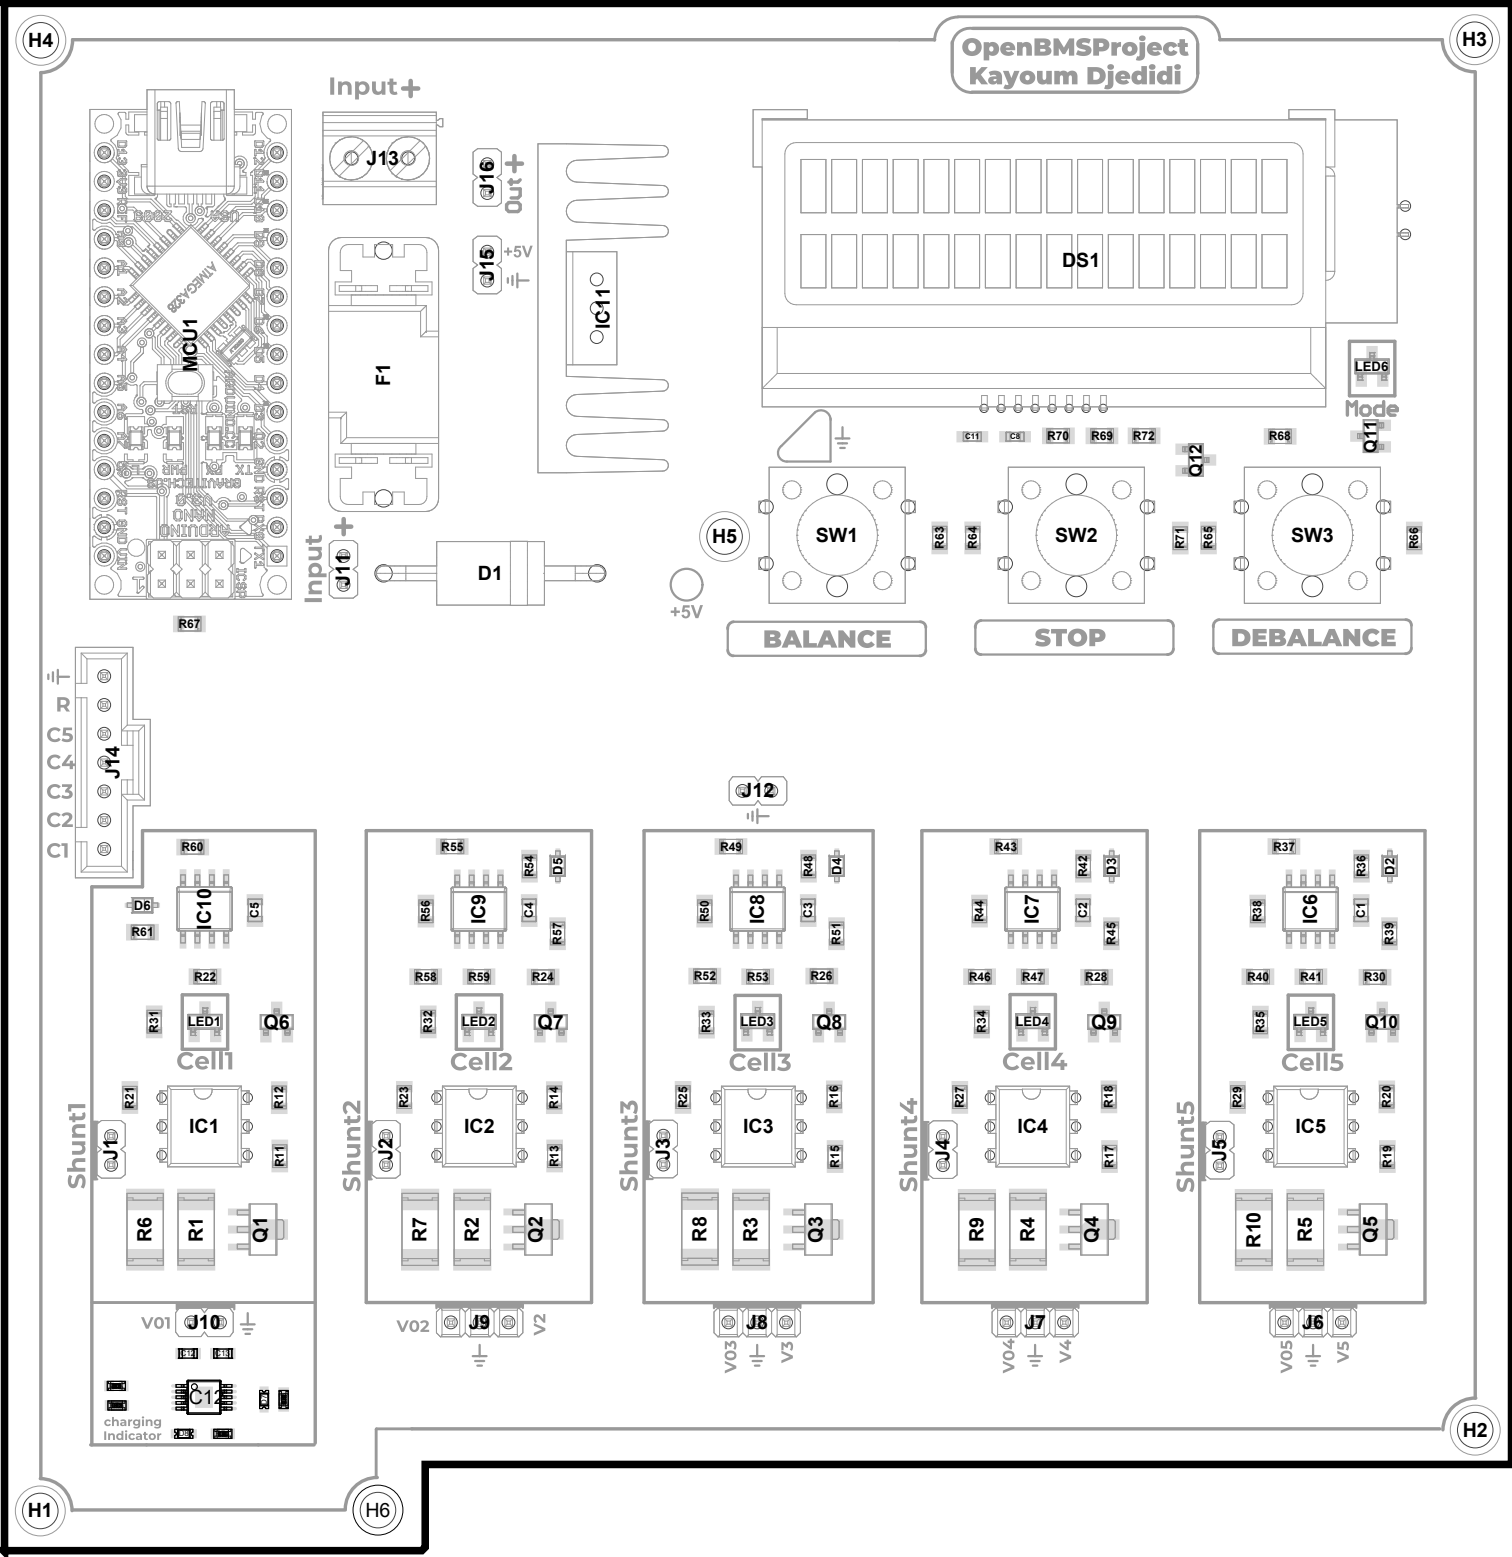 H4
H3
OpenBMSProject
Kayoum Djedidi
Input+
J13
J16
Out+
J15
+5V
IC11
DS1
ATMEGA328
MCU1
F1
LED6
Mode
C11
C8
R70
R69
R72
R68
Q11
Q12
Input +
J11
D1
H5
+5V
SW1
R63
R64
SW2
R71
R65
SW3
R66
BALANCE
STOP
DEBALANCE
R67
R
C5
C4
C3
C2
C1
J14
J12
R60
R55
R49
R43
R37
R54
D5
R48
D4
R42
D3
R36
D2
D6
R61
IC10
C5
R56
IC9
C4
R57
R50
IC8
C3
R51
R44
IC7
C2
R45
R38
IC6
C1
R39
R22
R58
R59
R24
R52
R53
R26
R46
R47
R28
R40
R41
R30
R31
LED1
Q6
R32
LED2
Q7
R33
LED3
Q8
R34
LED4
Q9
R35
LED5
Q10
Cell1
Cell2
Cell3
Cell4
Cell5
R21
R12
R23
R14
R25
R16
R27
R18
R29
R20
Shunt1
J1
IC1
R11
Shunt2
J2
IC2
R13
Shunt3
J3
IC3
R15
Shunt4
J4
IC4
R17
Shunt5
J5
IC5
R19
R6
R1
Q1
R7
R2
Q2
R8
R3
Q3
R9
R4
Q4
R10
R5
Q5
V01
J10
V02
J9
V2
V03
J8
V3
V04
J7
V4
V05
J6
V5
C12
charging
Indicator
H1
H6
H2